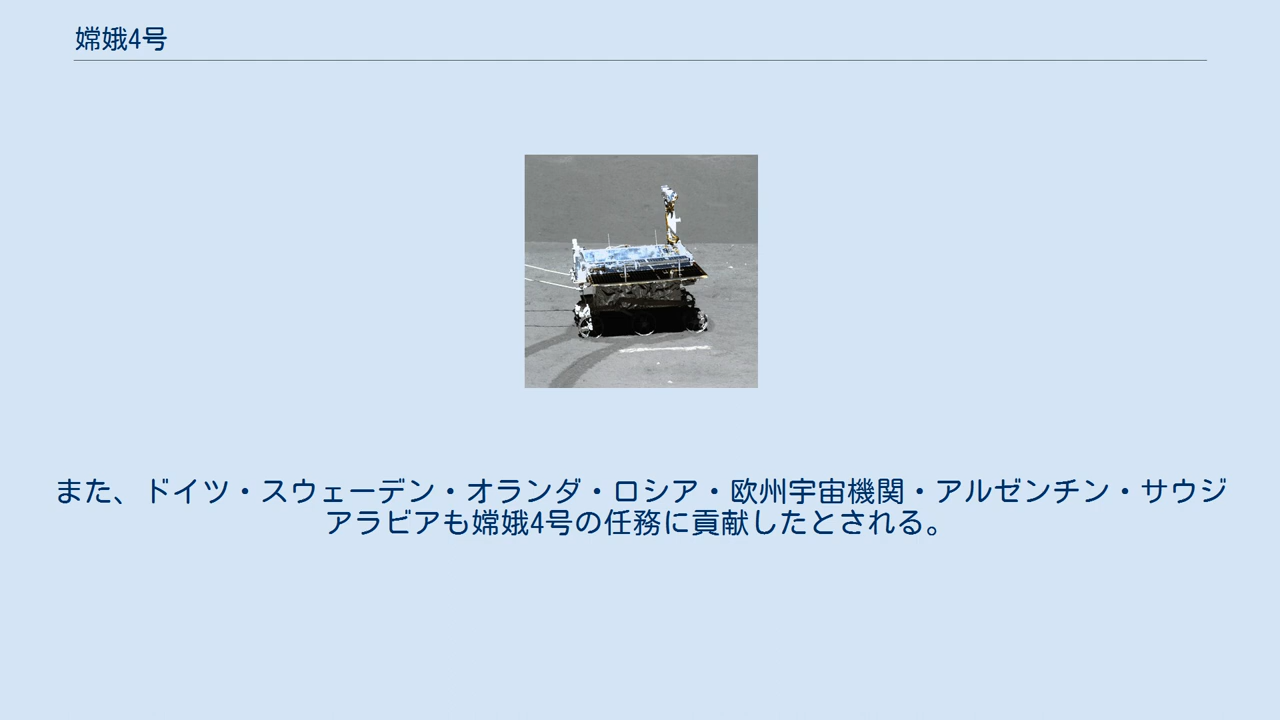 嫦娥4号
また、ドイツ・スウェーデン・オランダ・ロシア・欧州宇宙機関・アルゼンチン・サウジ
アラビアも嫦娥4号の任務に貢献したとされる。